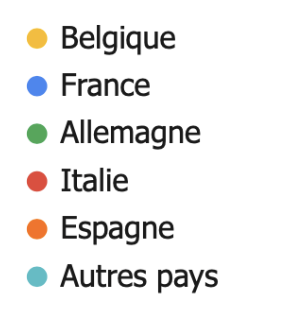 Belgique
France
Allemagne
Italie
Espagne
Autres pays